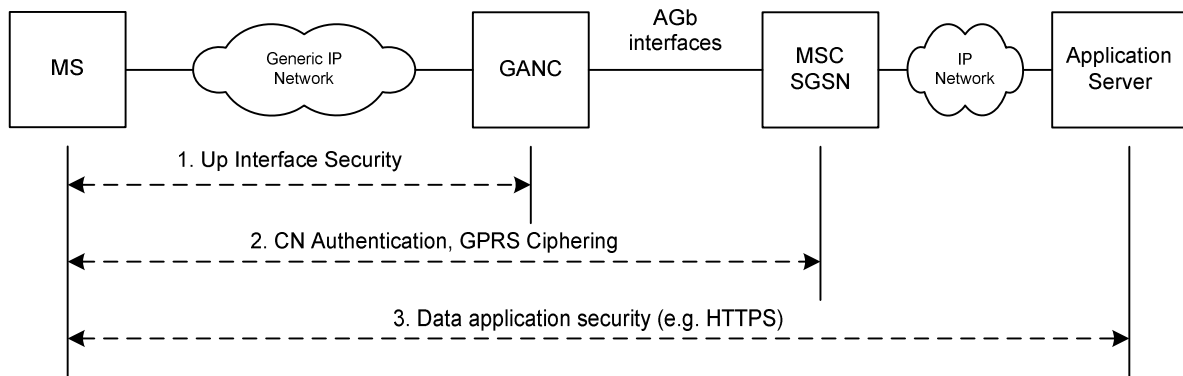 MS
Generic IP
Network
GANC
AGb
interfaces
MSC
SGSN
IP
Network
Application
Server
1. Up Interface Security
2. CN Authentication, GPRS Ciphering
3. Data application security (e.g. HTTPS)